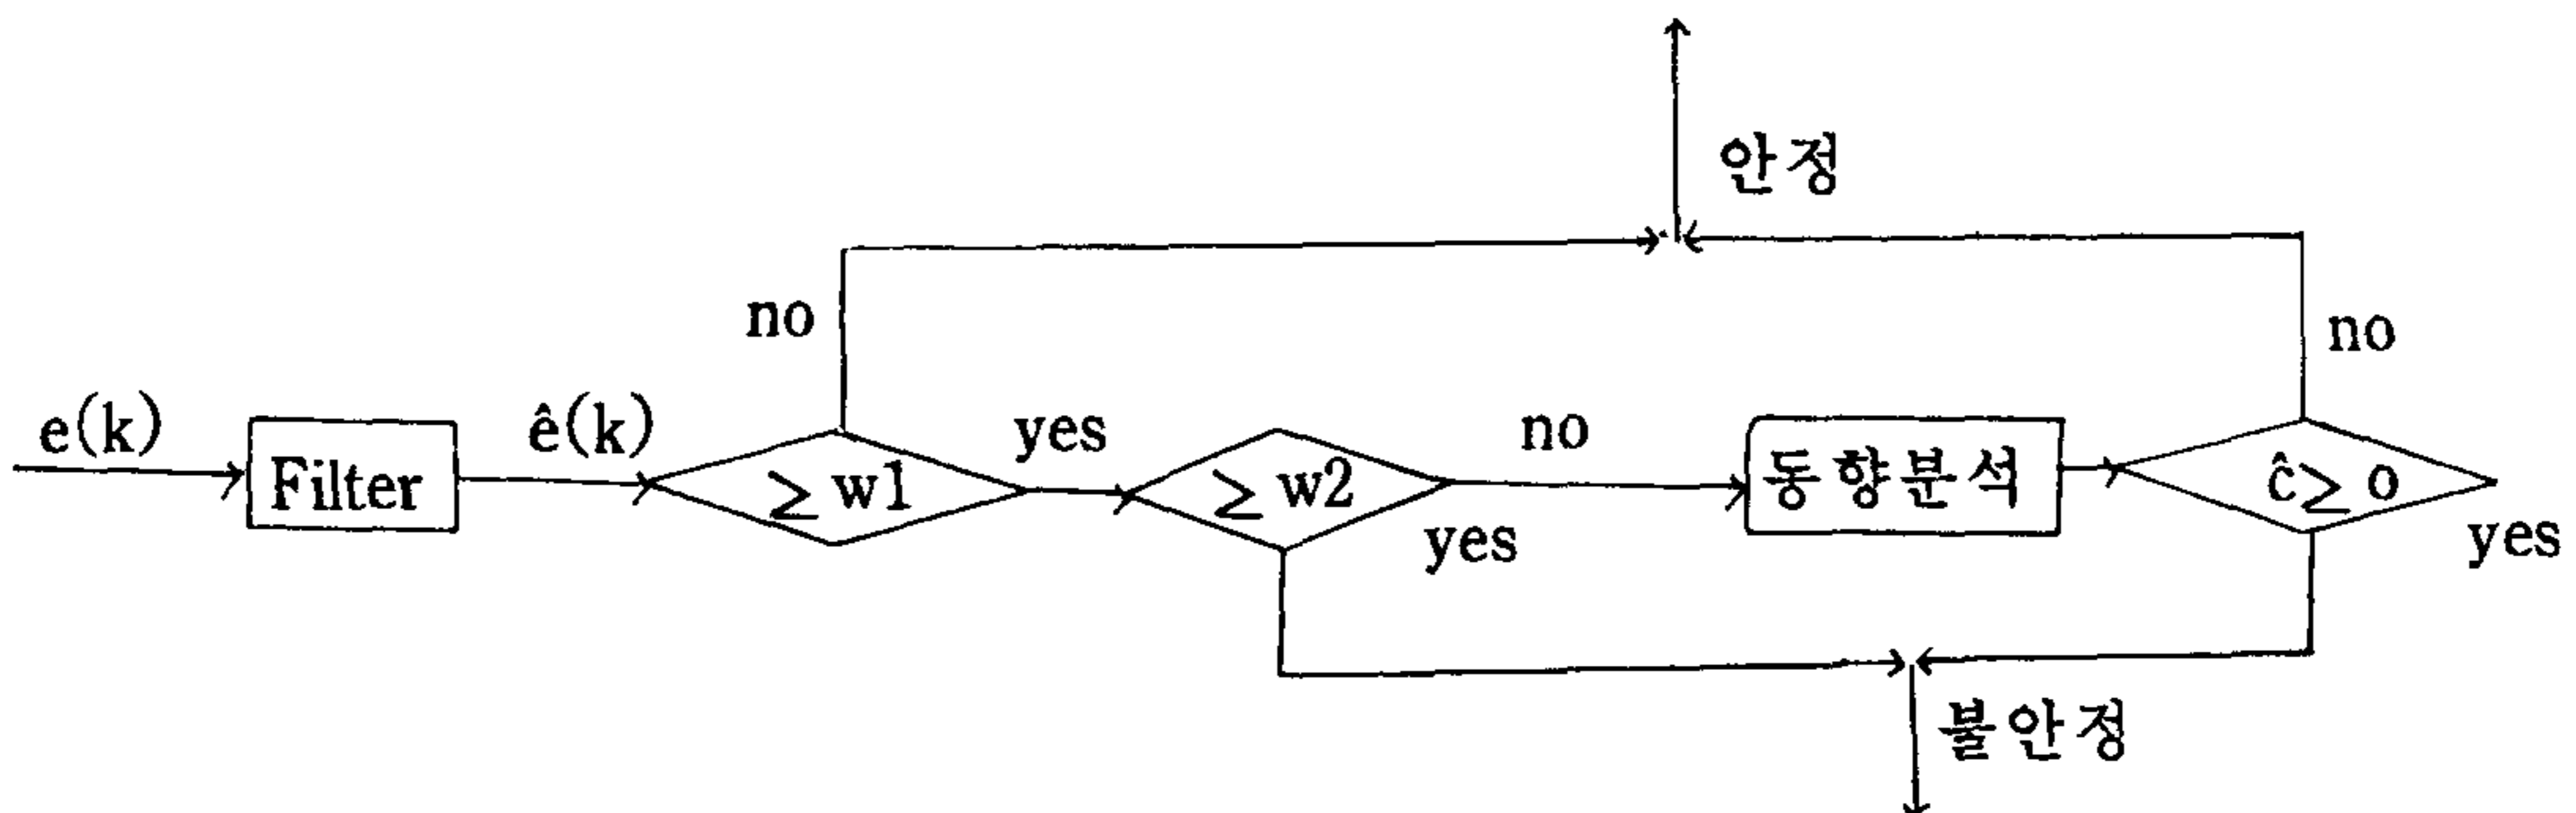 안정
no
no
e(k)
Filter
ê(k)
≥ w1
yes
≥ w2
no
yes
동향분석
ĉ≥ o
yes
불안정